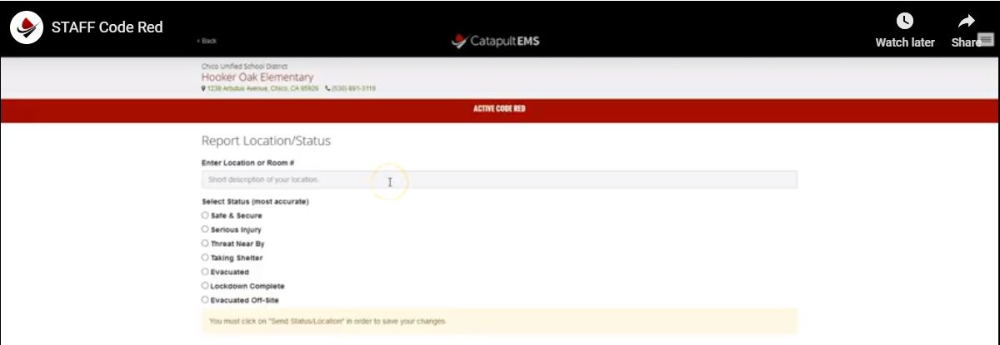 STAFF Code Red
Watch later
Share
‹ Back
CatapultEMS
Chico Unified School District
Hooker Oak Elementary
1238 Arbutus Avenue, Chico, CA 95926 (530) 891-3119
ACTIVE CODE RED
Report Location/Status
Enter Location or Room #
Short description of your location.
Select Status (most accurate)
Safe & Secure
Serious Injury
Threat Near By
Taking Shelter
Evacuated
Lockdown Complete
Evacuated Off-Site
You must click on "Send Status/Location" in order to save your changes.